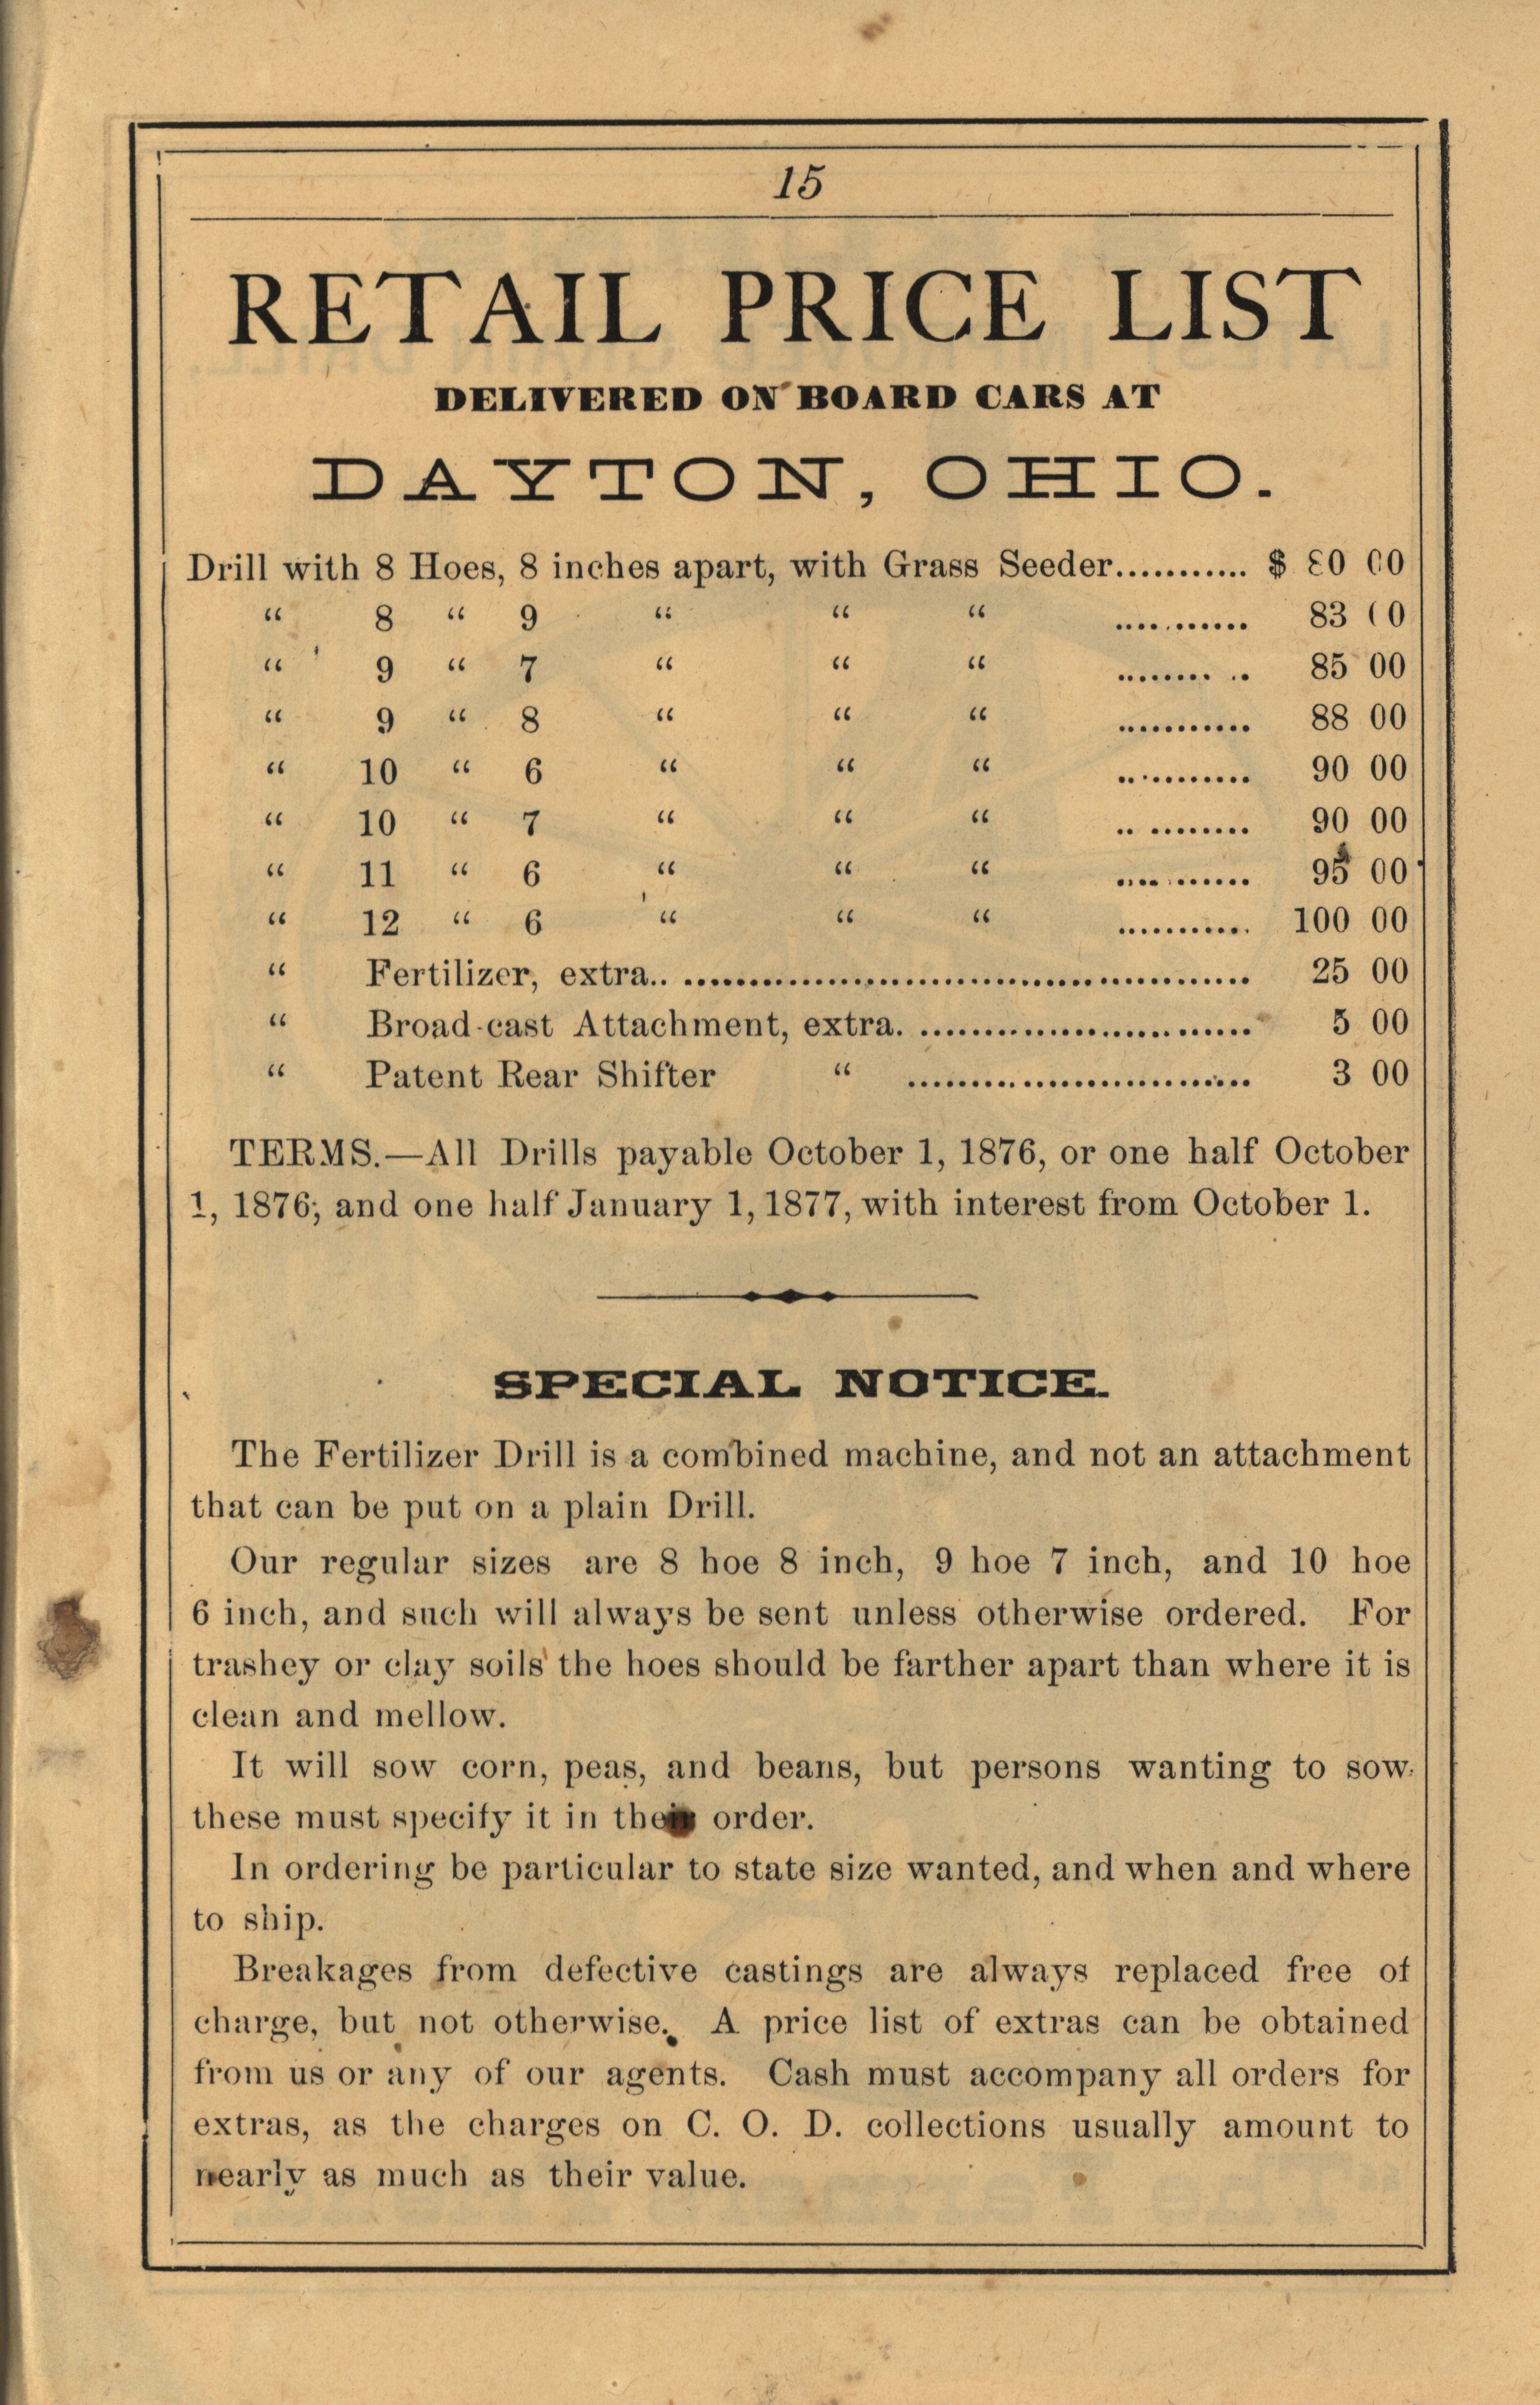 15
RETAIL PRICE LIST
DELIVERED ON BOARD CARS AT
DAYTON, OHIO.
Drill with 8 Hoes, 8 inches apart, with Grass Seeder............ $ 80 00
“ 8 “ 9 “ “ “ ........... 83 00
“ 9 “ 7 “ “ “ ........ .. 85 00
“ 9 “ 8 “ “ “ ........... 88 00
“ 10 “ 6 “ “ “ ........... 90 00
“ 10 “ 7 “ “ “ .. ........ 90 00
“ 11 “ 6 “ “ “ ........... 95 00
“ 12 “ 6 “ “ “ ........... 100 00
“ Fertilizer, extra.. ............................................ 25 00
“ Broad-cast Attachment, extra. .......................... 5 00
“ Patent Rear Shifter “ ........................... 3 00
TERMS.—All Drills payable October 1, 1876, or one half October
1, 1876; and one half January 1, 1877, with interest from October 1.
SPECIAL NOTICE.
The Fertilizer Drill is a combined machine, and not an attachment
that can be put on a plain Drill.
Our regular sizes are 8 hoe 8 inch, 9 hoe 7 inch, and 10 hoe
6 inch, and such will always be sent unless otherwise ordered. For
trashey or clay soils the hoes should be farther apart than where it is
clean and mellow.
It will sow corn, peas, and beans, but persons wanting to sow
these must specify it in their order.
In ordering be particular to state size wanted, and when and where
to ship.
Breakages from defective castings are always replaced free of
charge, but not otherwise. A price list of extras can be obtained
from us or any of our agents. Cash must accompany all orders for
extras, as the charges on C. O. D. collections usually amount to
nearly as much as their value.